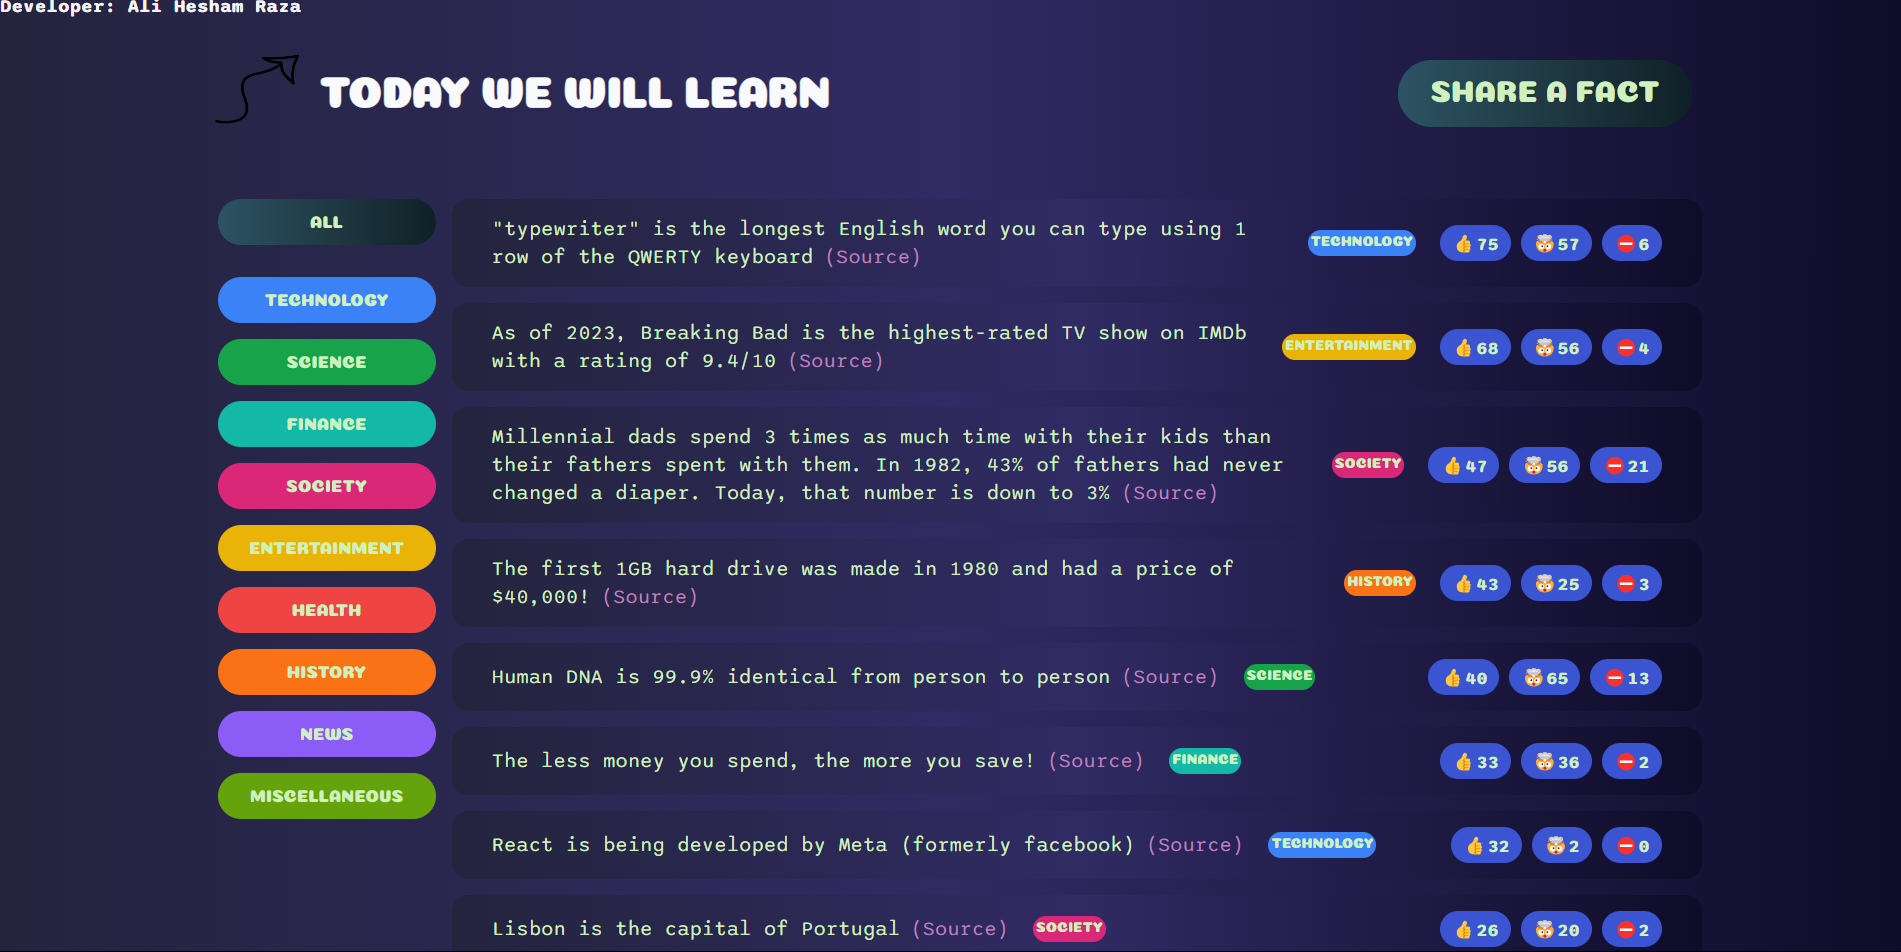 Developer: Ali Hesham Raza
TODAY WE WILL LEARN
SHARE A FACT
ALL
TECHNOLOGY
SCIENCE
FINANCE
SOCIETY
ENTERTAINMENT
HEALTH
HISTORY
NEWS
MISCELLANEOUS
"typewriter" is the longest English word you can type using 1
row of the QWERTY keyboard (Source)
TECHNOLOGY
👍 75 🤯 57 ⛔ 6
As of 2023, Breaking Bad is the highest-rated TV show on IMDb
with a rating of 9.4/10 (Source)
ENTERTAINMENT
👍 68 🤯 56 ⛔ 4
Millennial dads spend 3 times as much time with their kids than
their fathers spent with them. In 1982, 43% of fathers had never
changed a diaper. Today, that number is down to 3% (Source)
SOCIETY
👍 47 🤯 56 ⛔ 21
The first 1GB hard drive was made in 1980 and had a price of
$40,000! (Source)
HISTORY
👍 43 🤯 25 ⛔ 3
Human DNA is 99.9% identical from person to person (Source)
SCIENCE
👍 40 🤯 65 ⛔ 13
The less money you spend, the more you save! (Source)
FINANCE
👍 33 🤯 36 ⛔ 2
React is being developed by Meta (formerly facebook) (Source)
TECHNOLOGY
👍 32 🤯 2 ⛔ 0
Lisbon is the capital of Portugal (Source)
SOCIETY
👍 26 🤯 20 ⛔ 2